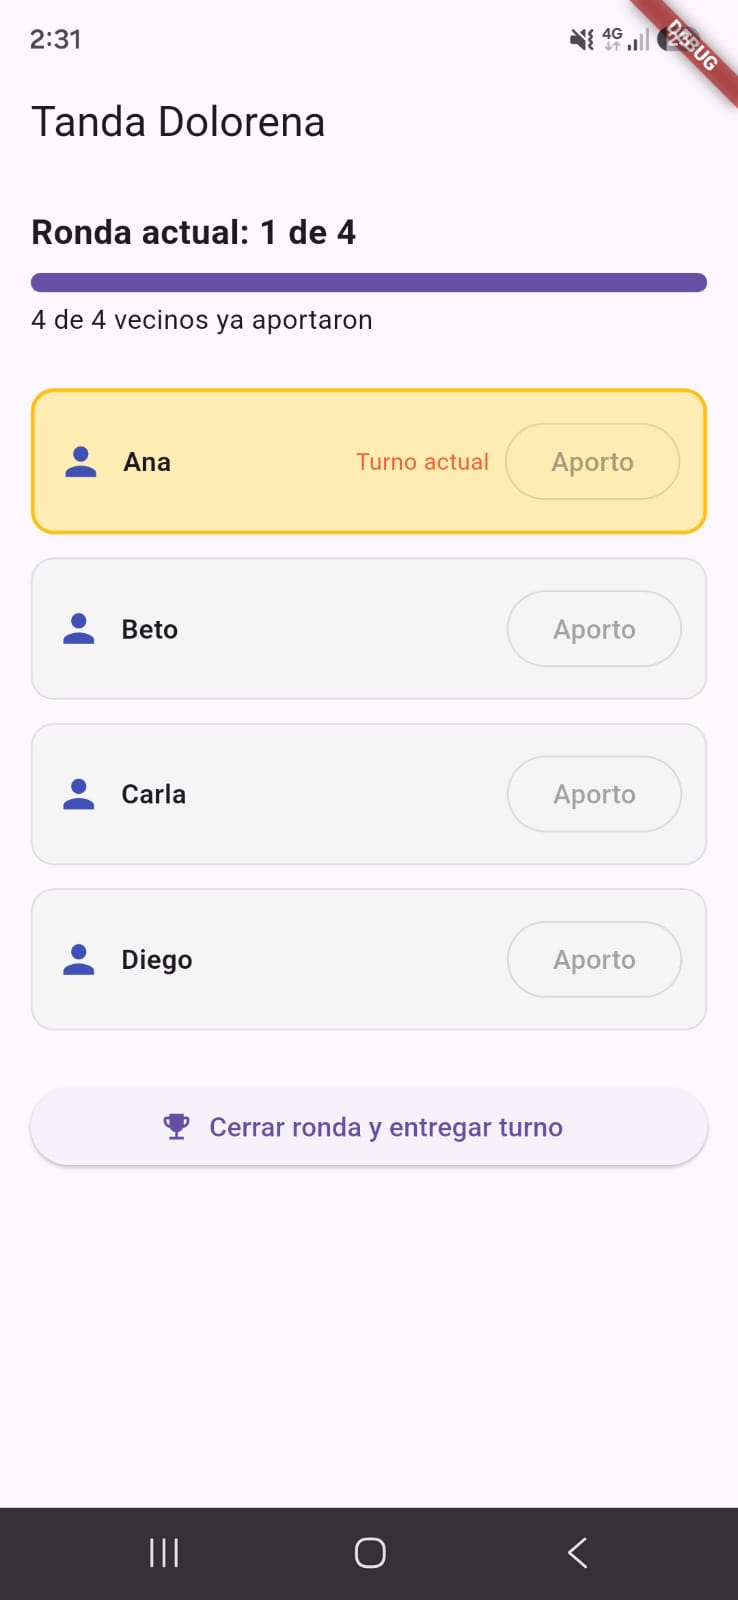 2:31
4G
DEBUG
Tanda Dolorena
Ronda actual: 1 de 4
4 de 4 vecinos ya aportaron
Ana Turno actual Aporto
Beto Aporto
Carla Aporto
Diego Aporto
Cerrar ronda y entregar turno